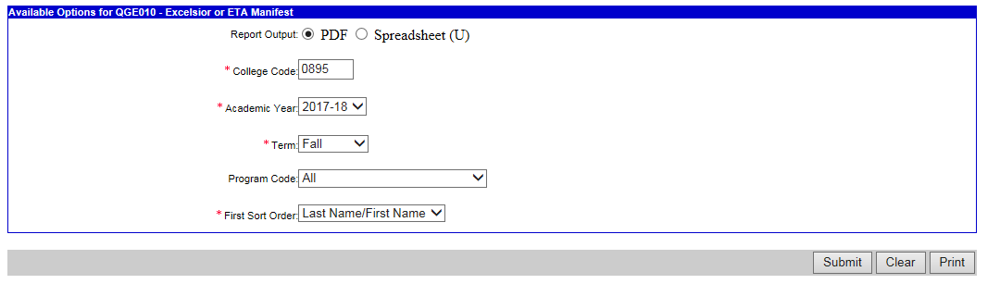 Available Options for QGE010 - Excelsior or ETA Manifest
Report Output: PDF Spreadsheet (U)
* College Code: 0895
* Academic Year: 2017-18
* Term: Fall
Program Code: All
* First Sort Order: Last Name/First Name
Submit Clear Print